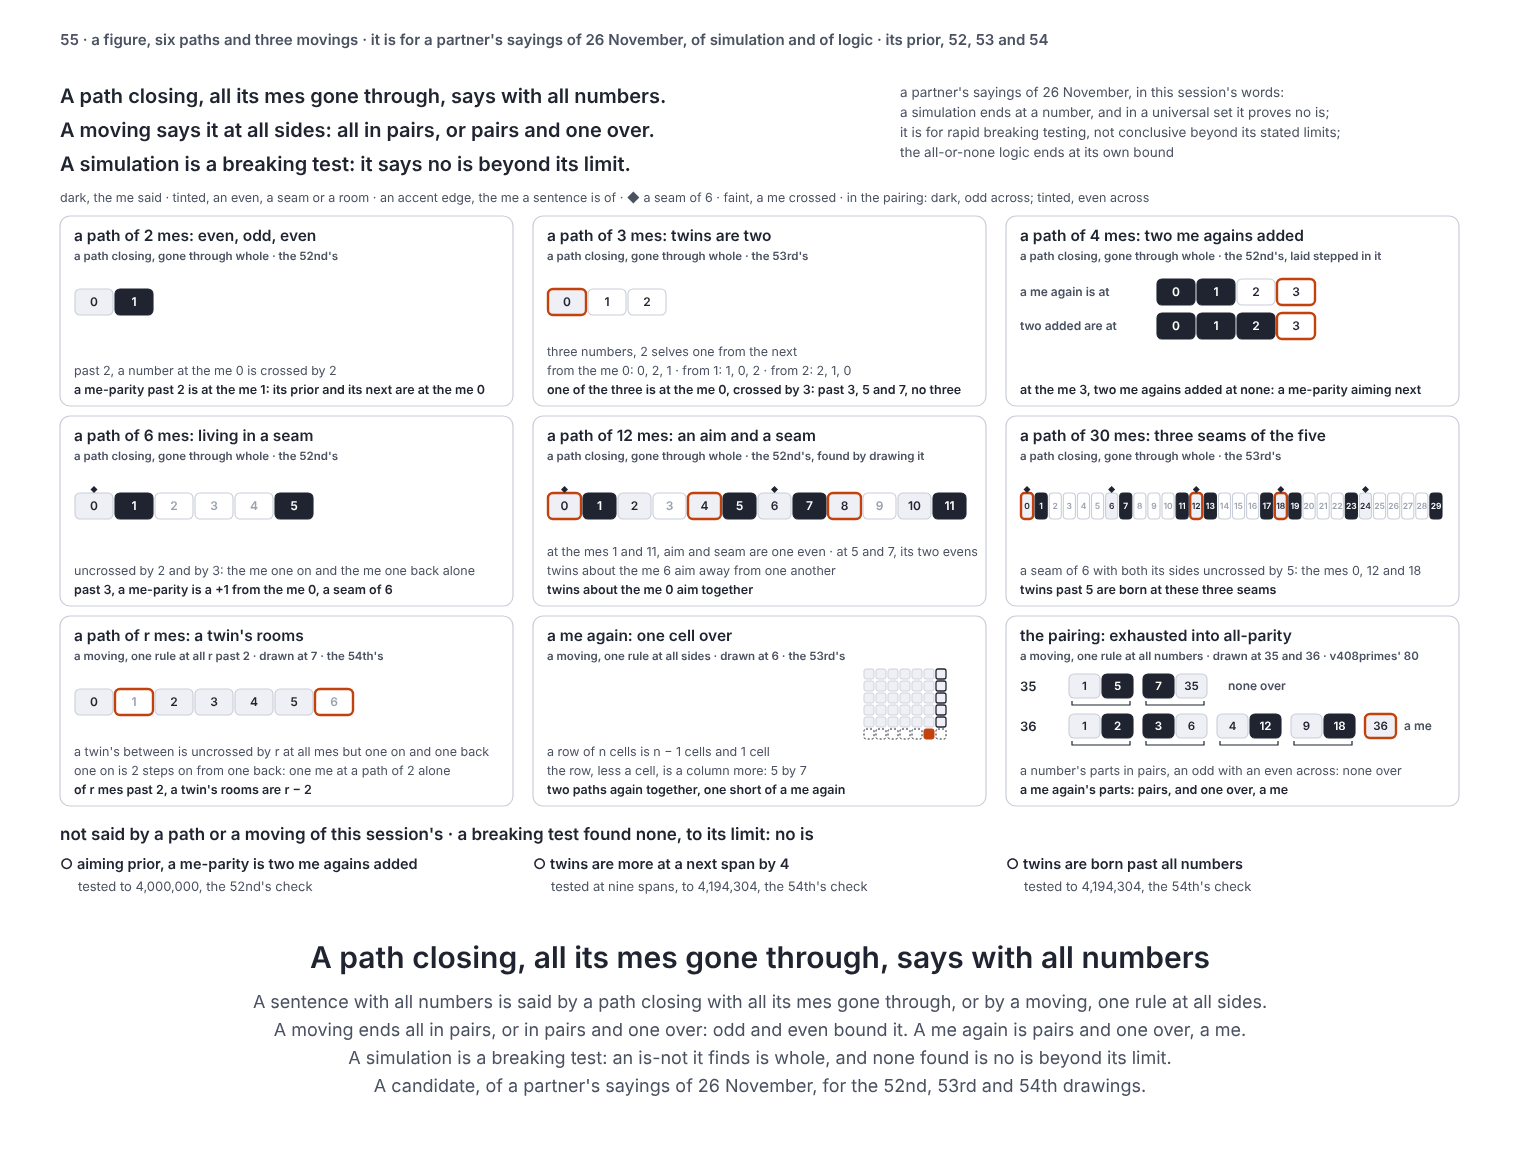 55 · a figure, six paths and three movings · it is for a partner's sayings of 26 November, of simulation and of logic · its prior, 52, 53 and 54
A path closing, all its mes gone through, says with all numbers.
A moving says it at all sides: all in pairs, or pairs and one over.
A simulation is a breaking test: it says no is beyond its limit.
a partner's sayings of 26 November, in this session's words:
a simulation ends at a number, and in a universal set it proves no is;
it is for rapid breaking testing, not conclusive beyond its stated limits;
the all-or-none logic ends at its own bound
dark, the me said · tinted, an even, a seam or a room · an accent edge, the me a sentence is of · ◆ a seam of 6 · faint, a me crossed · in the pairing: dark, odd across; tinted, even across
a path of 2 mes: even, odd, even
a path closing, gone through whole · the 52nd's
0 1
past 2, a number at the me 0 is crossed by 2
a me-parity past 2 is at the me 1: its prior and its next are at the me 0
a path of 3 mes: twins are two
a path closing, gone through whole · the 53rd's
0 1 2
three numbers, 2 selves one from the next
from the me 0: 0, 2, 1 · from 1: 1, 0, 2 · from 2: 2, 1, 0
one of the three is at the me 0, crossed by 3: past 3, 5 and 7, no three
a path of 4 mes: two me agains added
a path closing, gone through whole · the 52nd's, laid stepped in it
a me again is at 0 1 2 3
two added are at 0 1 2 3
at the me 3, two me agains added at none: a me-parity aiming next
a path of 6 mes: living in a seam
a path closing, gone through whole · the 52nd's
0 1 2 3 4 5
uncrossed by 2 and by 3: the me one on and the me one back alone
past 3, a me-parity is a +1 from the me 0, a seam of 6
a path of 12 mes: an aim and a seam
a path closing, gone through whole · the 52nd's, found by drawing it
0 1 2 3 4 5 6 7 8 9 10 11
at the mes 1 and 11, aim and seam are one even · at 5 and 7, its two evens
twins about the me 6 aim away from one another
twins about the me 0 aim together
a path of 30 mes: three seams of the five
a path closing, gone through whole · the 53rd's
0 1 2 3 4 5 6 7 8 9 10 11 12 13 14 15 16 17 18 19 20 21 22 23 24 25 26 27 28 29
a seam of 6 with both its sides uncrossed by 5: the mes 0, 12 and 18
twins past 5 are born at these three seams
a path of r mes: a twin's rooms
a moving, one rule at all r past 2 · drawn at 7 · the 54th's
0 1 2 3 4 5 6
a twin's between is uncrossed by r at all mes but one on and one back
one on is 2 steps on from one back: one me at a path of 2 alone
of r mes past 2, a twin's rooms are r − 2
a me again: one cell over
a moving, one rule at all sides · drawn at 6 · the 53rd's
a row of n cells is n − 1 cells and 1 cell
the row, less a cell, is a column more: 5 by 7
two paths again together, one short of a me again
the pairing: exhausted into all-parity
a moving, one rule at all numbers · drawn at 35 and 36 · v408primes' 80
35 1 5 7 35 none over
36 1 2 3 6 4 12 9 18 36 a me
a number's parts in pairs, an odd with an even across: none over
a me again's parts: pairs, and one over, a me
not said by a path or a moving of this session's · a breaking test found none, to its limit: no is
aiming prior, a me-parity is two me agains added
tested to 4,000,000, the 52nd's check
twins are more at a next span by 4
tested at nine spans, to 4,194,304, the 54th's check
twins are born past all numbers
tested to 4,194,304, the 54th's check
A path closing, all its mes gone through, says with all numbers
A sentence with all numbers is said by a path closing with all its mes gone through, or by a moving, one rule at all sides.
A moving ends all in pairs, or in pairs and one over: odd and even bound it. A me again is pairs and one over, a me.
A simulation is a breaking test: an is-not it finds is whole, and none found is no is beyond its limit.
A candidate, of a partner's sayings of 26 November, for the 52nd, 53rd and 54th drawings.